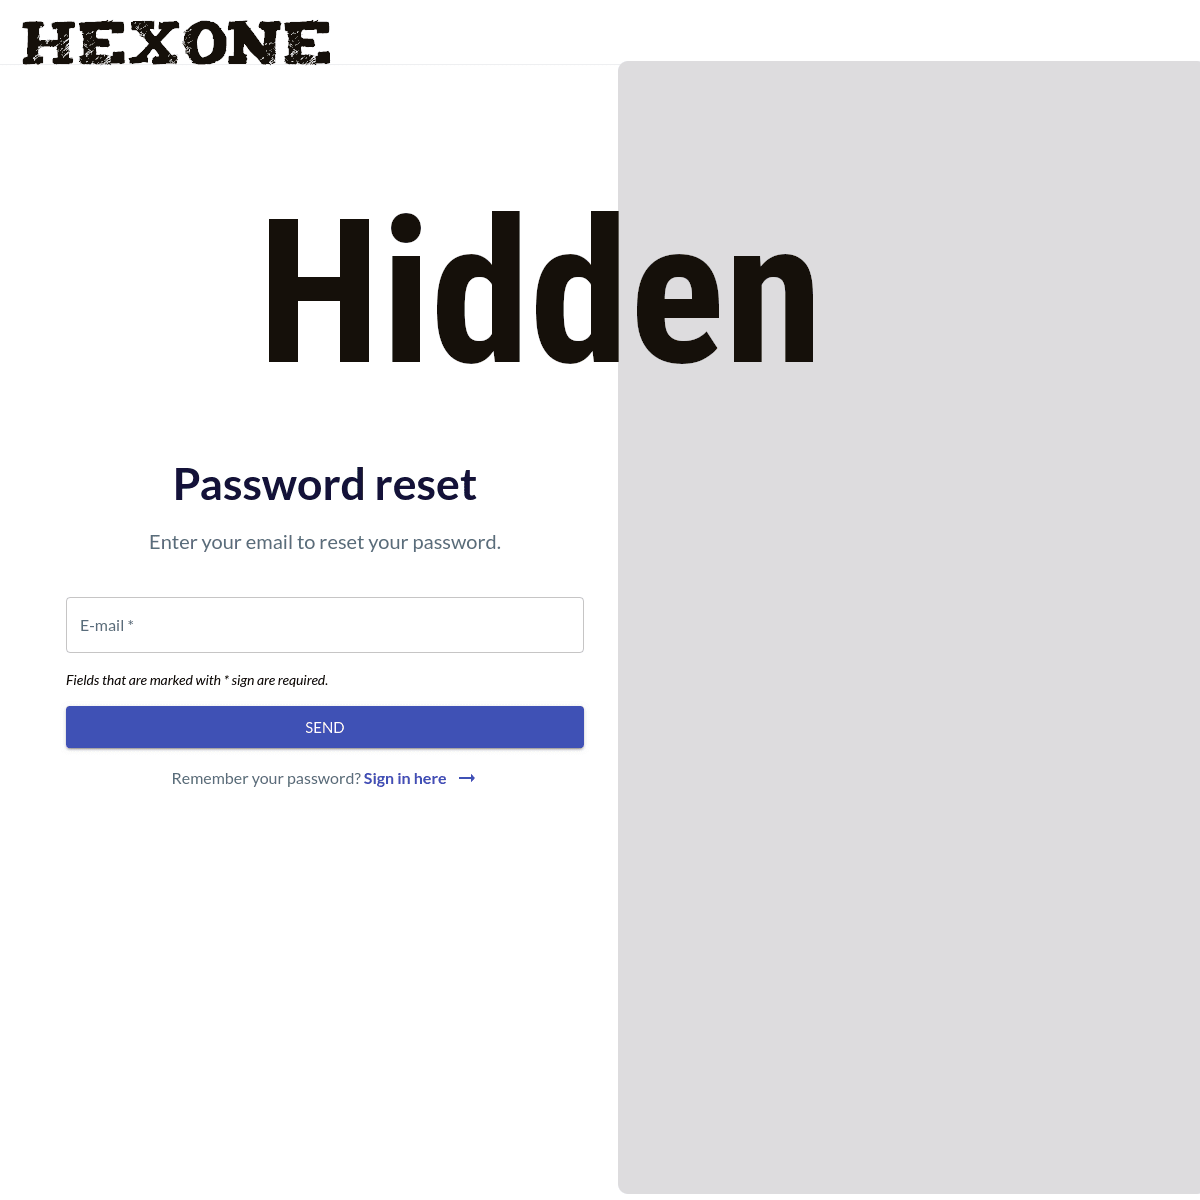 HEXONE
Hidden
Password reset
Enter your email to reset your password.
E-mail *
Fields that are marked with * sign are required.
SEND
Remember your password? Sign in here